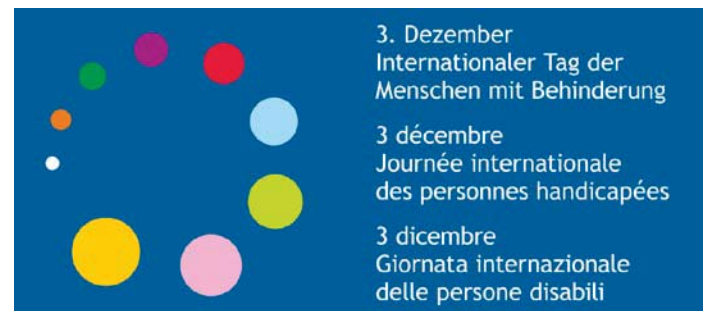 3. Dezember
Internationaler Tag der
Menschen mit Behinderung
3 décembre
Journée internationale
des personnes handicapées
3 dicembre
Giornata internazionale
delle persone disabili